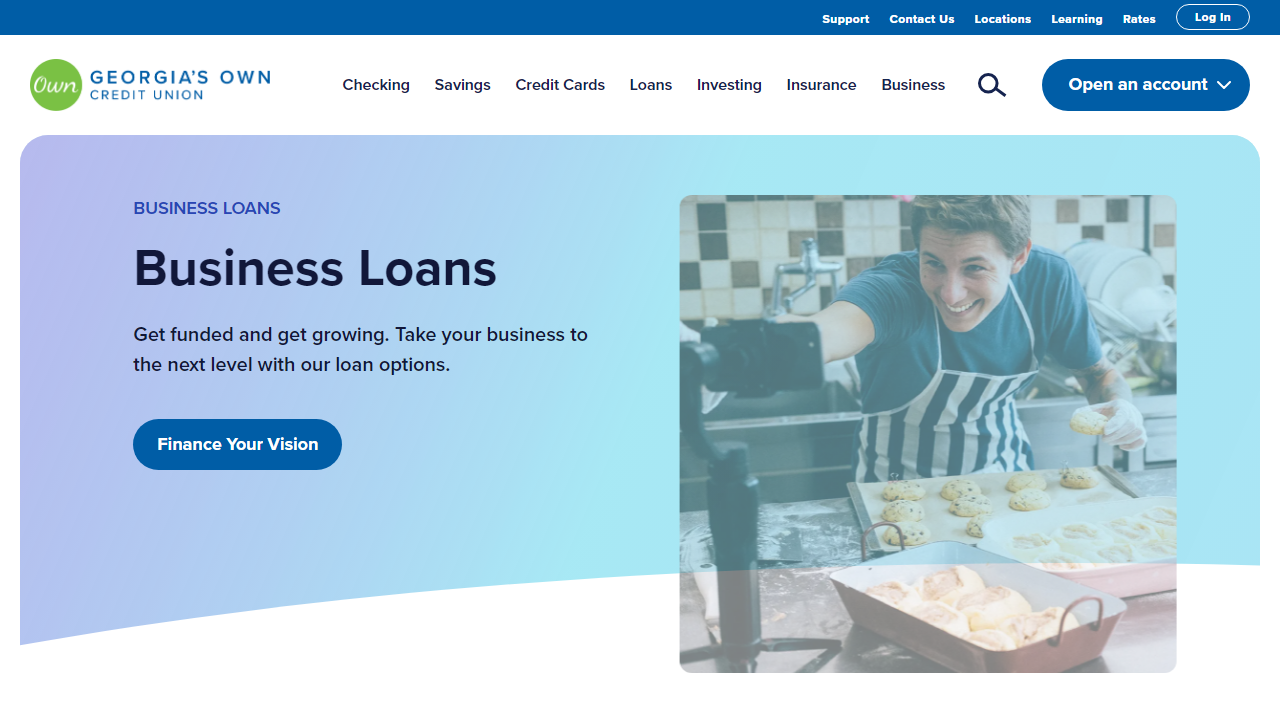 Support Contact Us Locations Learning Rates Log In
Own GEORGIA'S OWN
CREDIT UNION
Checking Savings Credit Cards Loans Investing Insurance Business Open an account
BUSINESS LOANS
Business Loans
Get funded and get growing. Take your business to
the next level with our loan options.
Finance Your Vision